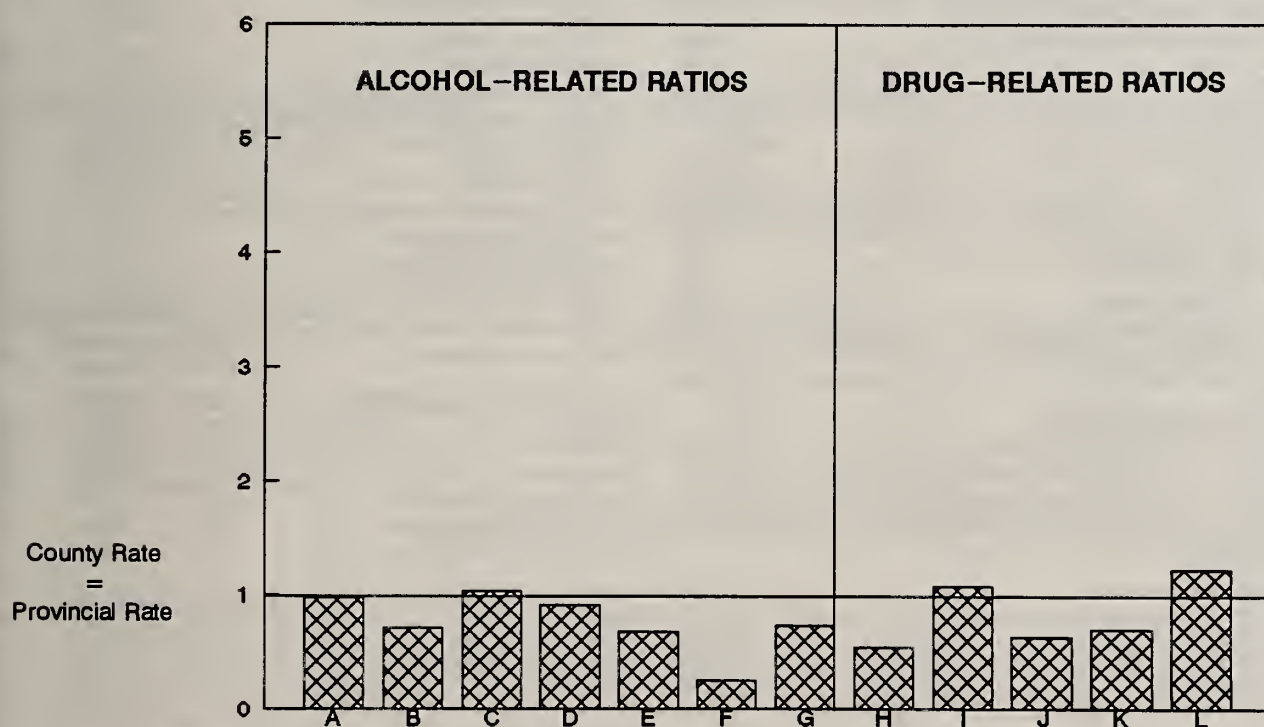 6
ALCOHOL-RELATED RATIOS
DRUG-RELATED RATIOS
5
4
3
2
County Rate
=
Provincial Rate
1
0
A B C D E F G H I J K L